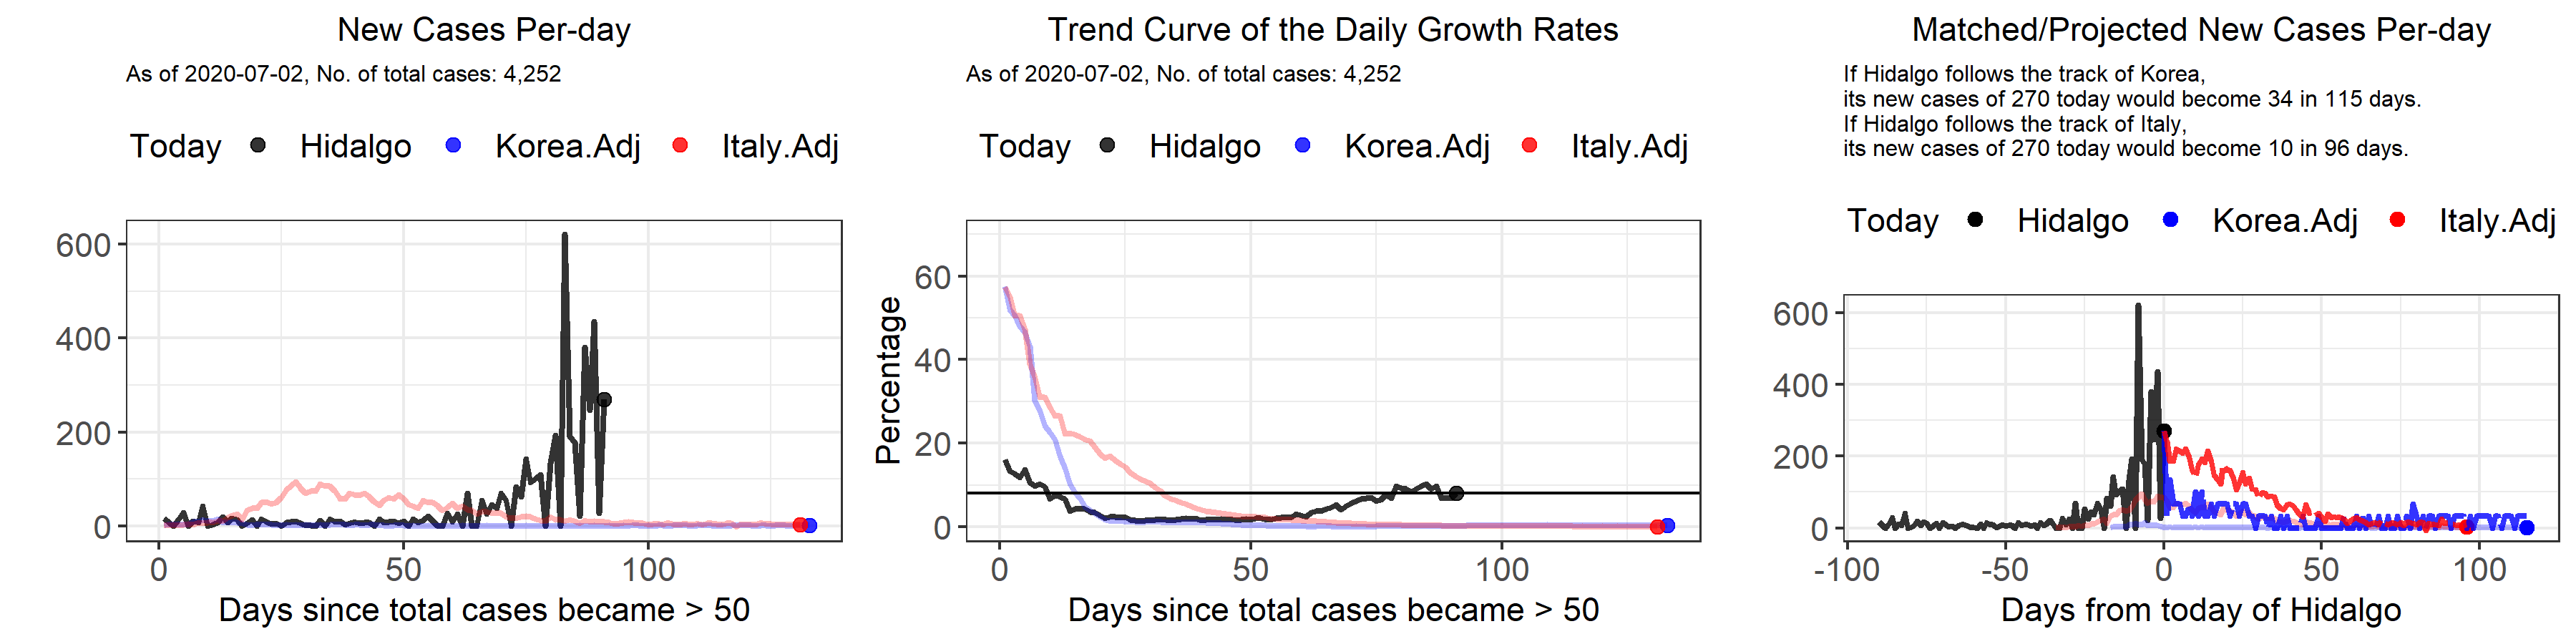 New Cases Per-day
As of 2020-07-02, No. of total cases: 4,252
Today Hidalgo Korea.Adj Italy.Adj
600
400
200
0
0 50 100
Days since total cases became > 50
Trend Curve of the Daily Growth Rates
As of 2020-07-02, No. of total cases: 4,252
Today Hidalgo Korea.Adj Italy.Adj
Percentage
60
40
20
0
0 50 100
Days since total cases became > 50
Matched/Projected New Cases Per-day
If Hidalgo follows the track of Korea,
its new cases of 270 today would become 34 in 115 days.
If Hidalgo follows the track of Italy,
its new cases of 270 today would become 10 in 96 days.
Today Hidalgo Korea.Adj Italy.Adj
600
400
200
0
-100 -50 0 50 100
Days from today of Hidalgo